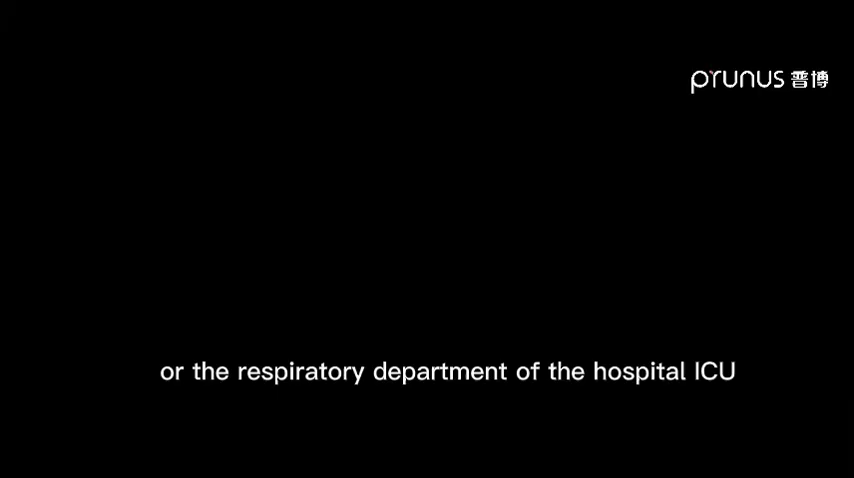 prunus 普博
or the respiratory department of the hospital ICU